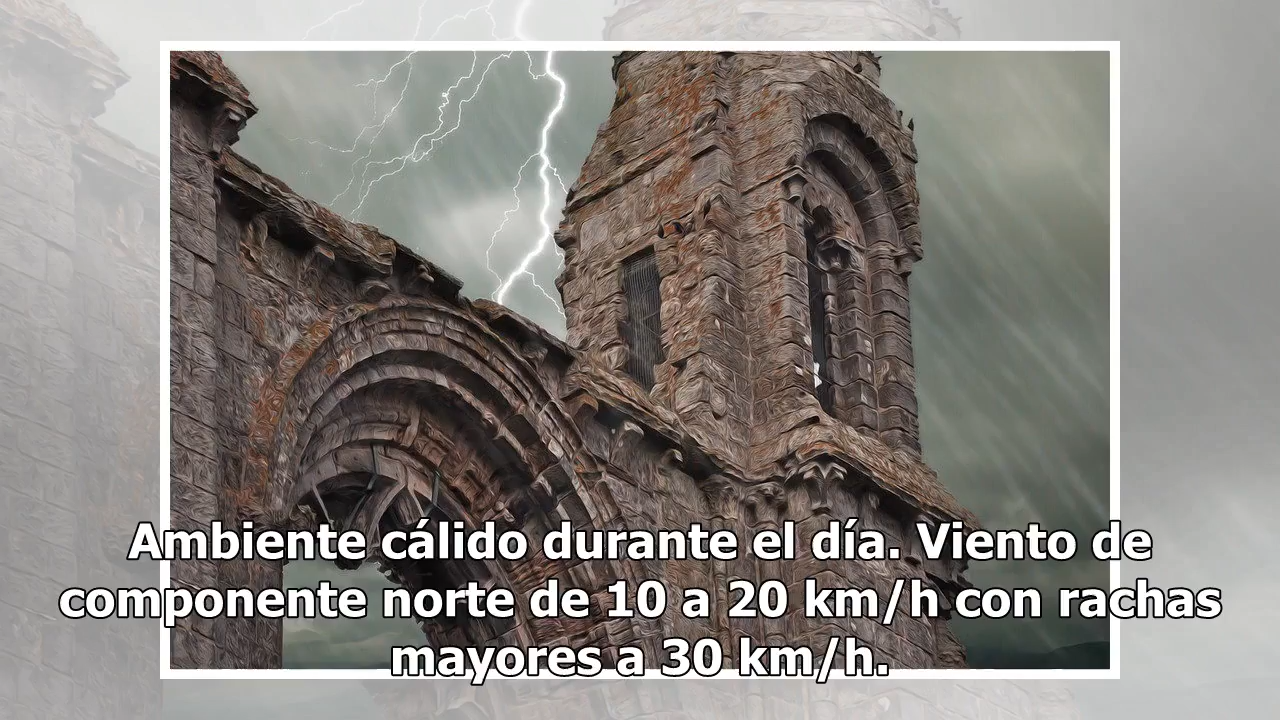 Ambiente cálido durante el día. Viento de
componente norte de 10 a 20 km/h con rachas
mayores a 30 km/h.